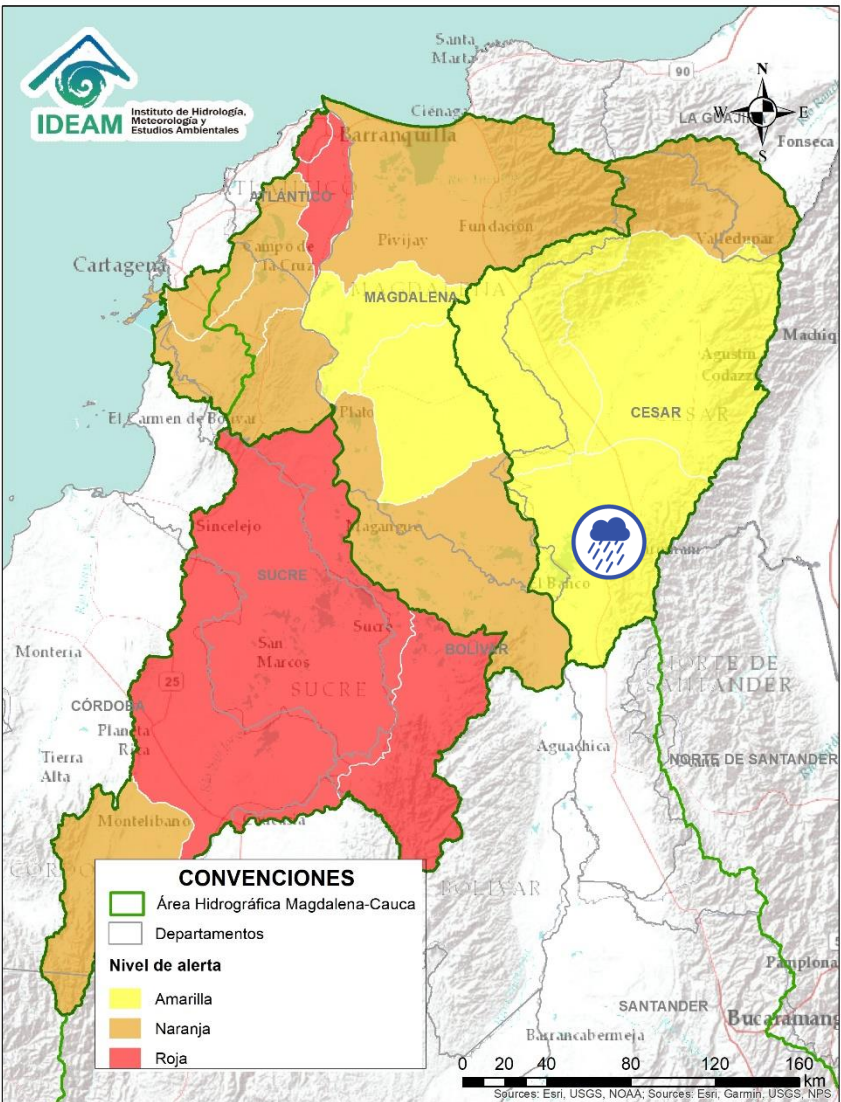 IDEAM
Instituto de Hidrología,
Meteorología y
Estudios Ambientales
Santa
Marta
90
N
W
E
S
Ciénaga
LA GUAJIRA
Fonseca
Barranquilla
ATLÁNTICO
Pivijay
Fundación
Valledupar
Campo de
la Cruz
Cartagena
MAGDALENA
MAGDALENA
Machiq
Agustín
Codazzi
CESAR
CESAR
El Carmen de Bolívar
Plato
Sincelejo
Magangué
El Banco
SUCRE
Sucre
San
Marcos
SUCRE
BOLÍVAR
Montería
25
CÓRDOBA
Planeta
Rica
Tierra
Alta
NORTE DE
SANTANDER
NORTE DE SANTANDER
Aguachica
Montelíbano
BOLÍVAR
Pamplona
SANTANDER
Bucaramang
Barrancabermeja
CONVENCIONES
Área Hidrográfica Magdalena-Cauca
Departamentos
Nivel de alerta
Amarilla
Naranja
Roja
0 20 40 80 120 160
km
Sources: Esri, USGS, NOAA; Sources: Esri, Garmin, USGS, NPS